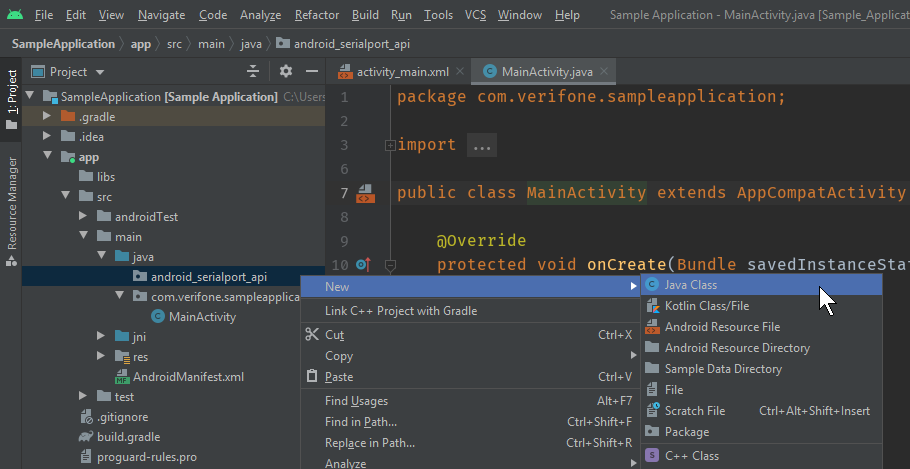 File Edit View Navigate Code Analyze Refactor Build Run Tools VCS Window Help Sample Application - MainActivity.java [Sample_Applicat
SampleApplication app src main java android_serialport_api
1: Project
Resource Manager
Project
SampleApplication [Sample Application] C:\Users
.gradle
.idea
app
libs
src
androidTest
main
java
android_serialport_api
com.verifone.sampleapplica
MainActivity
jni
res
AndroidManifest.xml
test
.gitignore
build.gradle
proguard-rules.pro
activity_main.xml MainActivity.java
1 package com.verifone.sampleapplication;
2
3 import ...
6
7 public class MainActivity extends AppCompatActivity
8
9 @Override
10 protected void onCreate(Bundle savedInstanceStat
New
Link C++ Project with Gradle
Cut Ctrl+X
Copy
Paste Ctrl+V
Find Usages Alt+F7
Find in Path... Ctrl+Shift+F
Replace in Path... Ctrl+Shift+R
Analyze
Java Class
Kotlin Class/File
Android Resource File
Android Resource Directory
Sample Data Directory
File
Scratch File Ctrl+Alt+Shift+Insert
Package
C++ Class